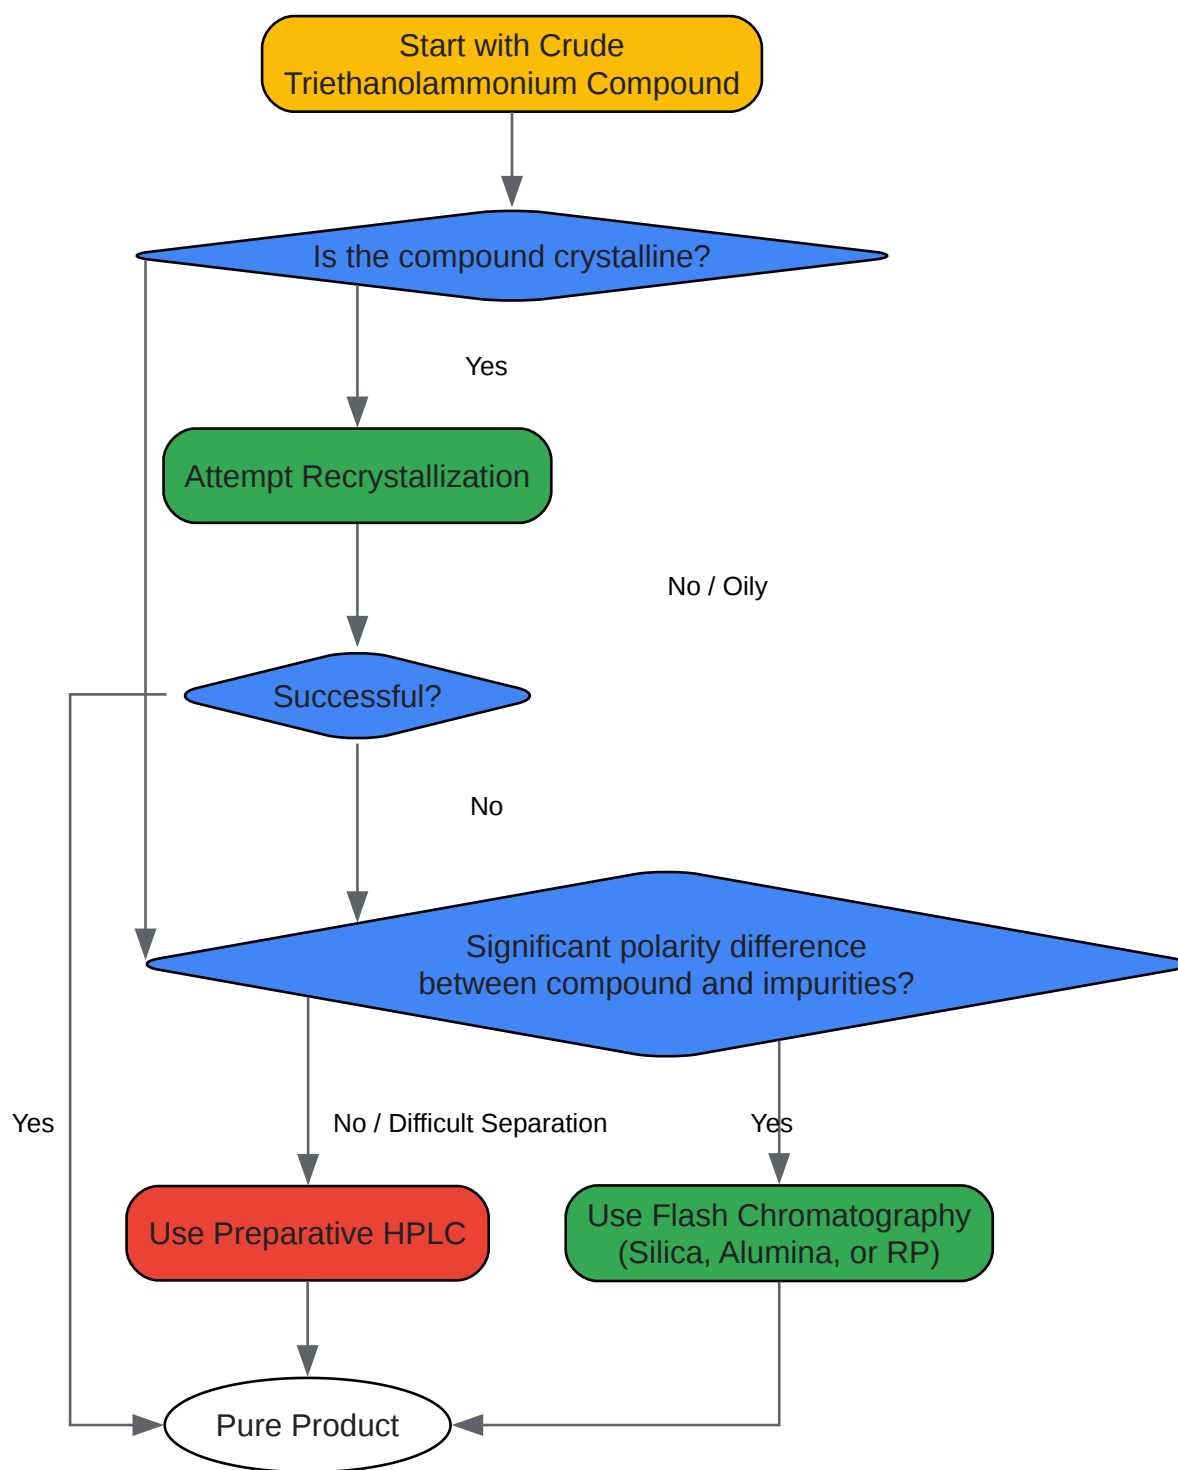 Start with Crude
Triethanolammonium Compound
Is the compound crystalline?
Yes
Attempt Recrystallization
No / Oily
Successful?
No
Significant polarity difference
between compound and impurities?
Yes
No / Difficult Separation
Yes
Use Preparative HPLC
Use Flash Chromatography
(Silica, Alumina, or RP)
Pure Product